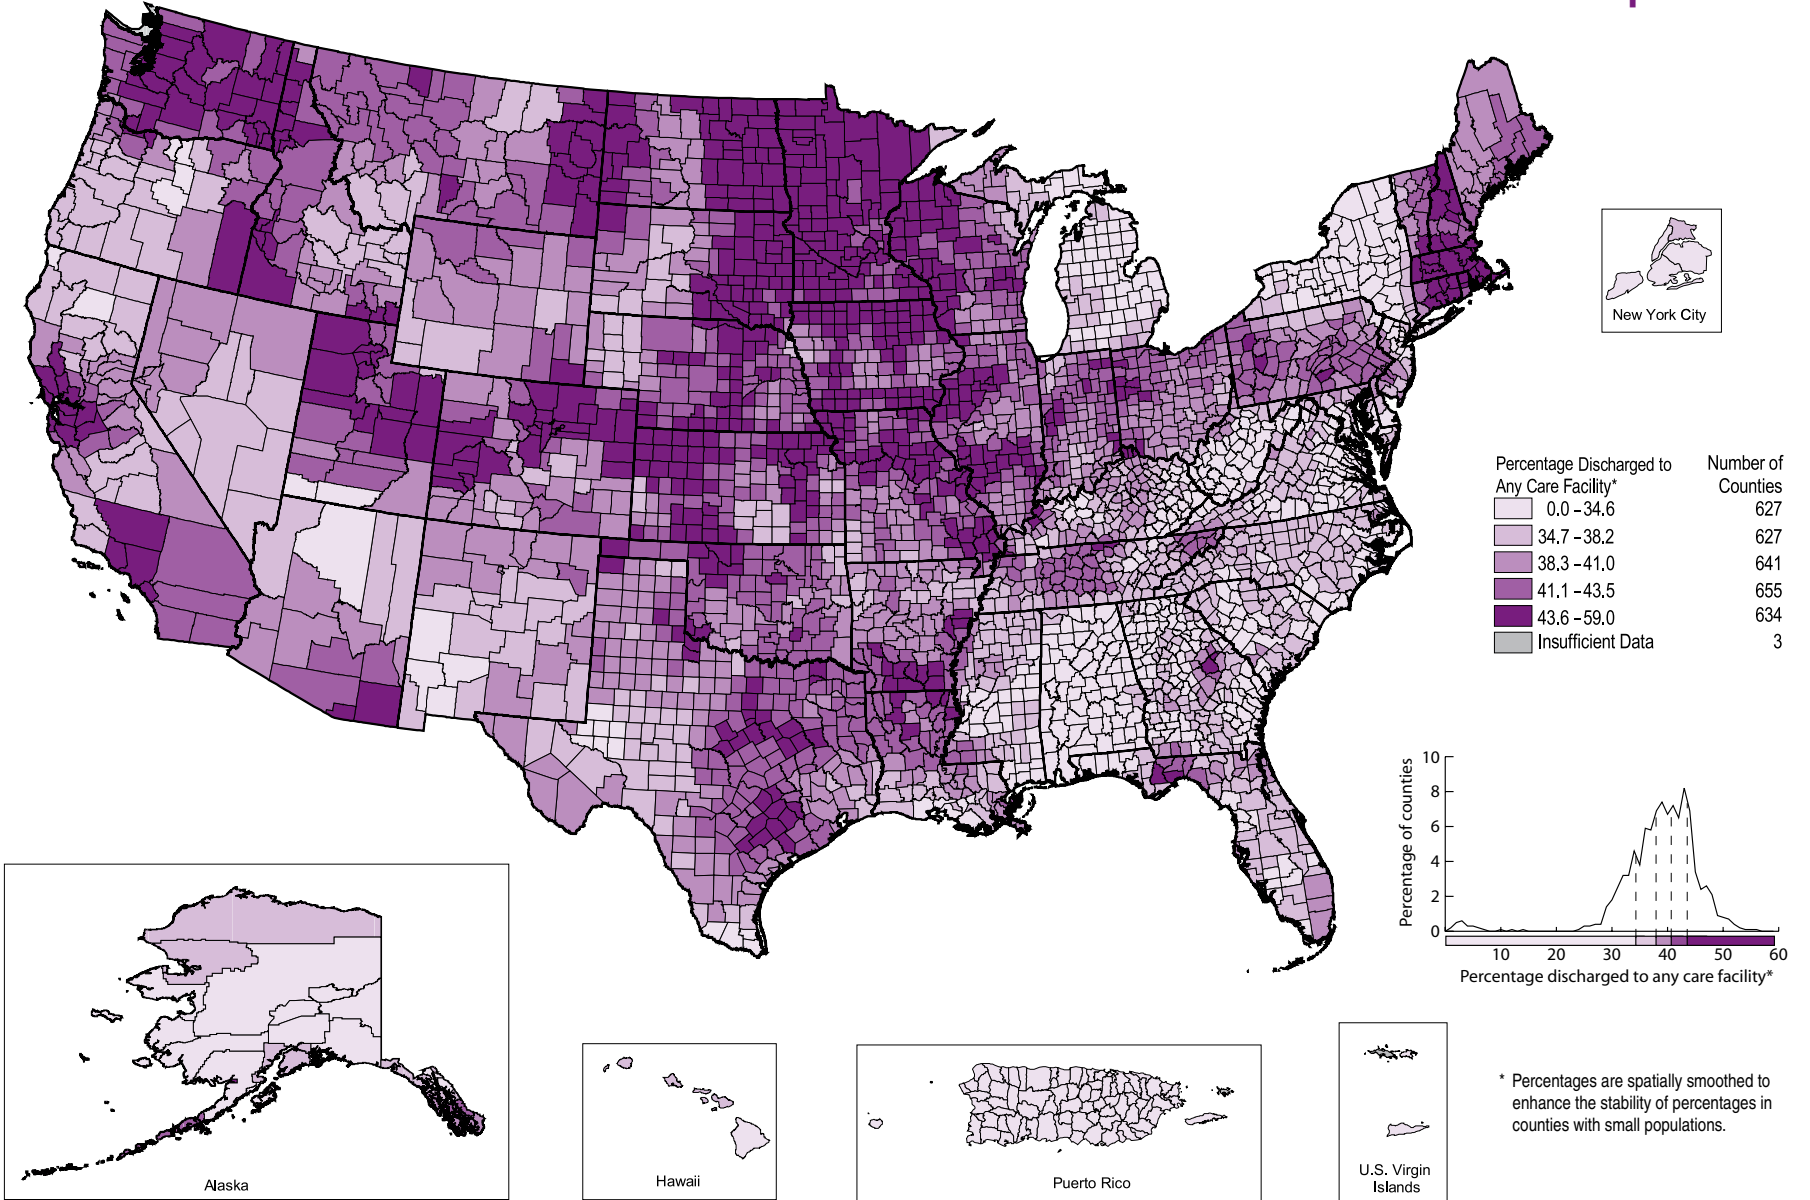 New York City
Percentage Discharged to
Any Care Facility*
Number of
Counties
0.0 – 34.6 627
34.7 – 38.2 627
38.3 – 41.0 641
41.1 – 43.5 655
43.6 – 59.0 634
Insufficient Data 3
10
8
6
4
2
0
Percentage of counties
10 20 30 40 50 60
Percentage discharged to any care facility*
* Percentages are spatially smoothed to
enhance the stability of percentages in
counties with small populations.
Alaska
Hawaii
Puerto Rico
U.S. Virgin
Islands